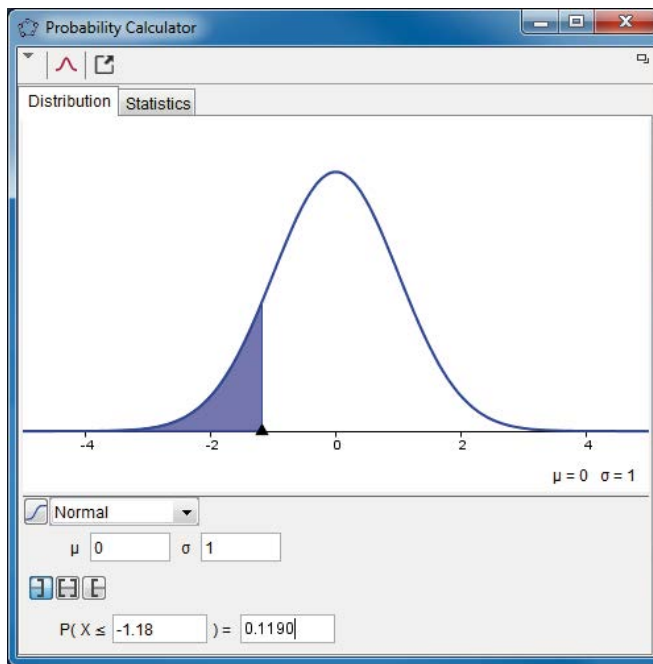 Probability Calculator
Distribution Statistics
-4 -2 0 2 4
μ = 0 σ = 1
Normal
μ 0 σ 1
P( X ≤ -1.18 ) = 0.1190